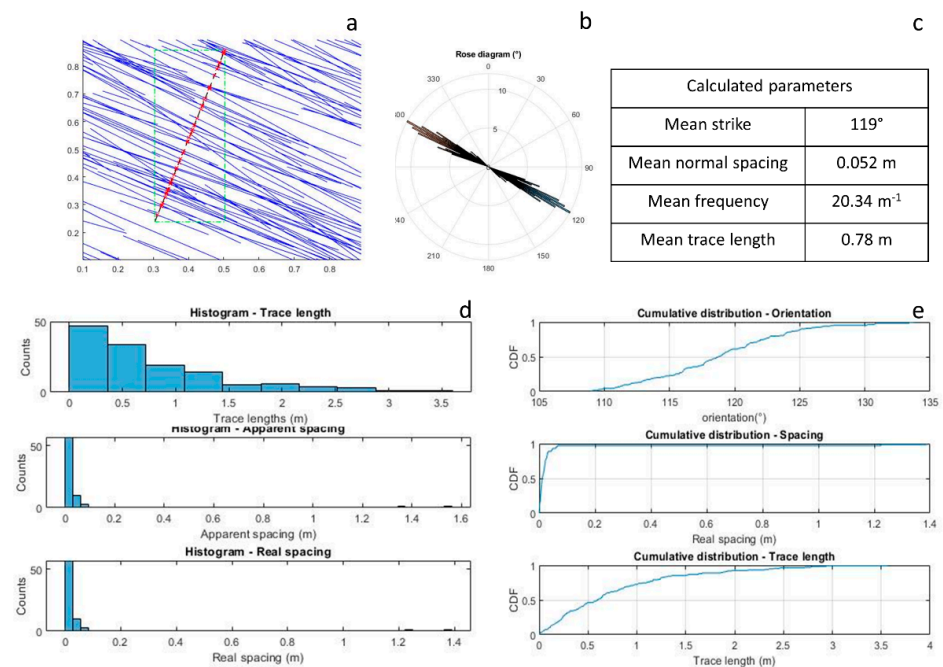 a
0.8
0.7
0.6
0.5
0.4
0.3
0.2
0.1 0.2 0.3 0.4 0.5 0.6 0.7 0.8
b
Rose diagram (°)
0
330 30
10
300 60
5
90
240 120
210 150
180
c
Calculated parameters
Mean strike 119°
Mean normal spacing 0.052 m
Mean frequency 20.34 m⁻¹
Mean trace length 0.78 m
d
Histogram - Trace length
50
Counts
0
0 0.5 1 1.5 2 2.5 3 3.5
Trace lengths (m)
Histogram - Apparent spacing
50
Counts
0
0 0.2 0.4 0.6 0.8 1 1.2 1.4 1.6
Apparent spacing (m)
Histogram - Real spacing
50
Counts
0
0 0.2 0.4 0.6 0.8 1 1.2 1.4
Real spacing (m)
e
Cumulative distribution - Orientation
1
CDF
0.5
0
105 110 115 120 125 130 135
orientation(°)
Cumulative distribution - Spacing
1
CDF
0.5
0
0 0.2 0.4 0.6 0.8 1 1.2 1.4
Real spacing (m)
Cumulative distribution - Trace length
1
CDF
0.5
0
0 0.5 1 1.5 2 2.5 3 3.5 4
Trace length (m)